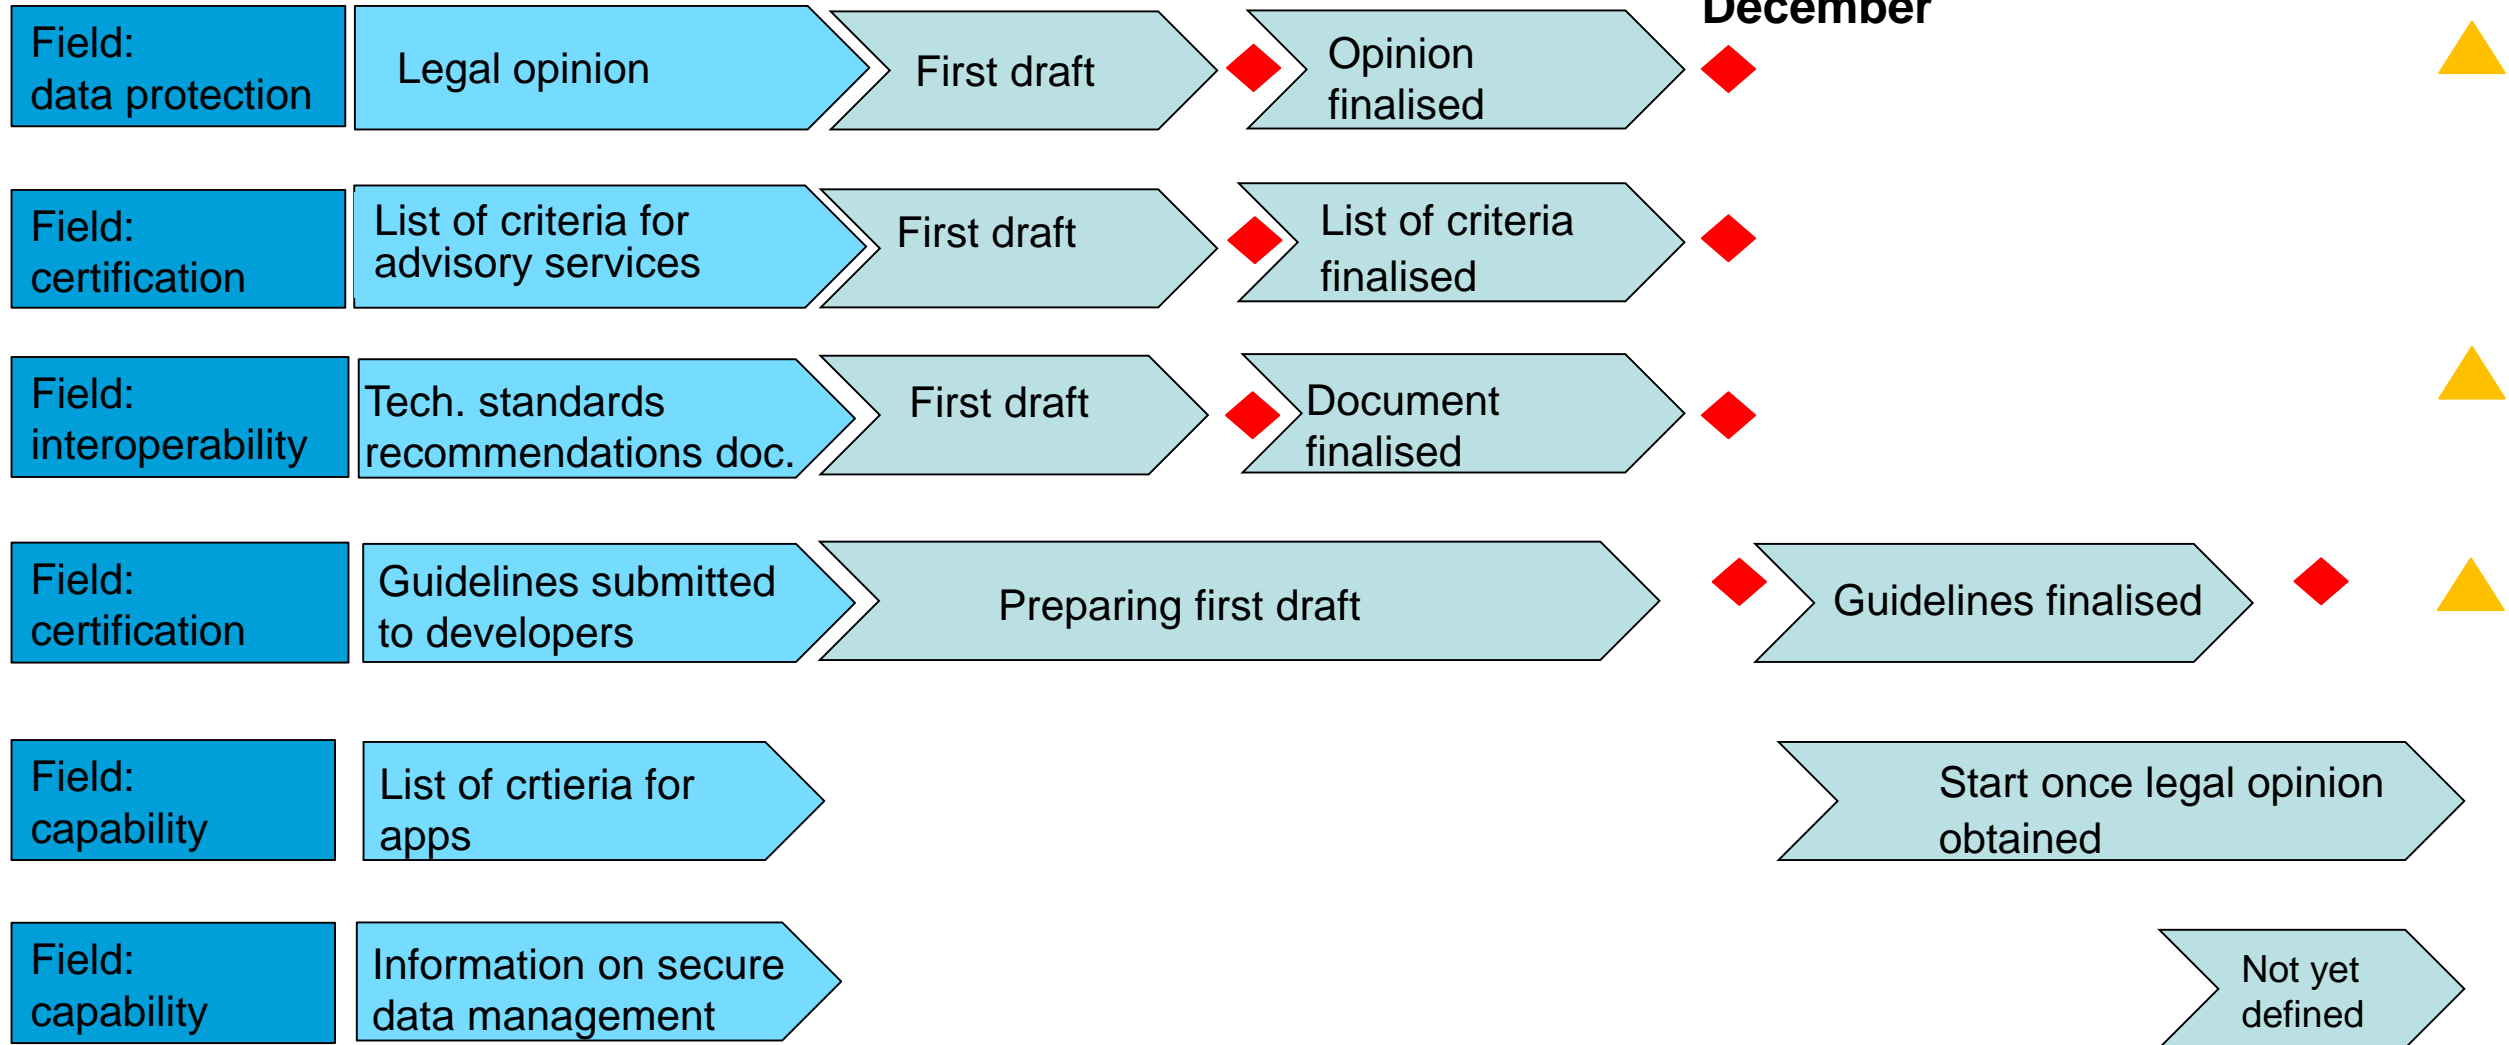 December
Field:
data protection
Legal opinion
First draft
Opinion
finalised
Field:
certification
List of criteria for
advisory services
First draft
List of criteria
finalised
Field:
interoperability
Tech. standards
recommendations doc.
First draft
Document
finalised
Field:
certification
Guidelines submitted
to developers
Preparing first draft
Guidelines finalised
Field:
capability
List of crtieria for
apps
Start once legal opinion
obtained
Field:
capability
Information on secure
data management
Not yet
defined